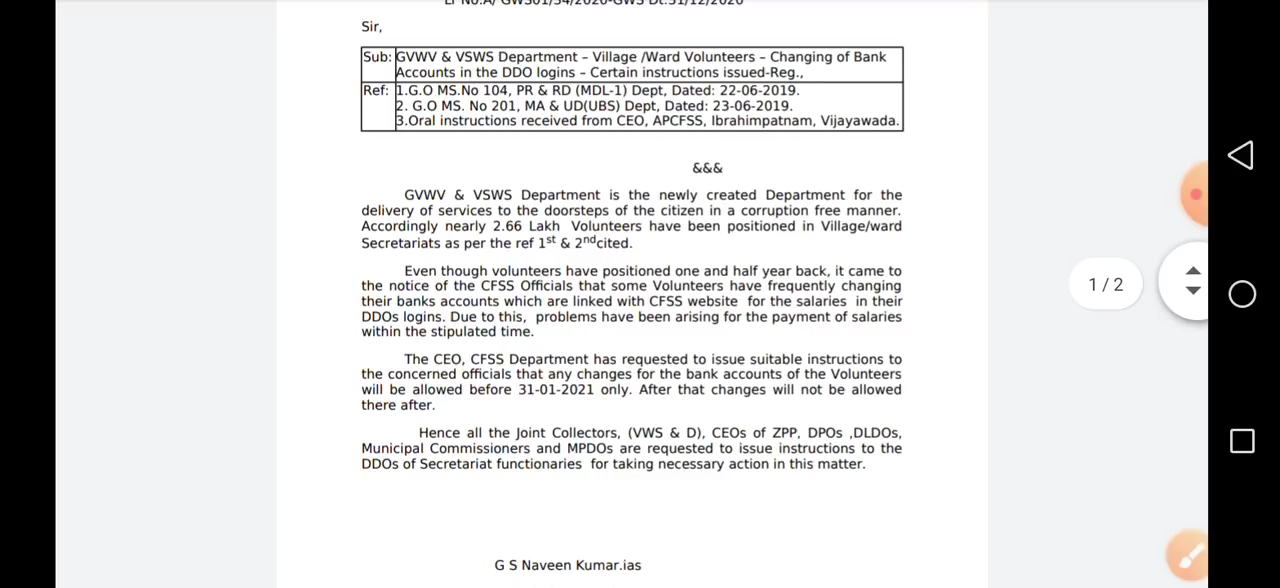 Lr No.A/ GWS01/54/2020-GWS Dt:31/12/2020
Sir,
Sub: GVWV & VSWS Department – Village /Ward Volunteers – Changing of Bank
Accounts in the DDO logins – Certain instructions issued-Reg.,
Ref: 1.G.O MS.No 104, PR & RD (MDL-1) Dept, Dated: 22-06-2019.
2. G.O MS. No 201, MA & UD(UBS) Dept, Dated: 23-06-2019.
3.Oral instructions received from CEO, APCFSS, Ibrahimpatnam, Vijayawada.
&&&
GVWV & VSWS Department is the newly created Department for the
delivery of services to the doorsteps of the citizen in a corruption free manner.
Accordingly nearly 2.66 Lakh Volunteers have been positioned in Village/ward
Secretariats as per the ref 1st & 2ndcited.
Even though volunteers have positioned one and half year back, it came to
the notice of the CFSS Officials that some Volunteers have frequently changing
their banks accounts which are linked with CFSS website for the salaries in their
DDOs logins. Due to this, problems have been arising for the payment of salaries
within the stipulated time.
The CEO, CFSS Department has requested to issue suitable instructions to
the concerned officials that any changes for the bank accounts of the Volunteers
will be allowed before 31-01-2021 only. After that changes will not be allowed
there after.
Hence all the Joint Collectors, (VWS & D), CEOs of ZPP, DPOs ,DLDOs,
Municipal Commissioners and MPDOs are requested to issue instructions to the
DDOs of Secretariat functionaries for taking necessary action in this matter.
G S Naveen Kumar.ias
1 / 2